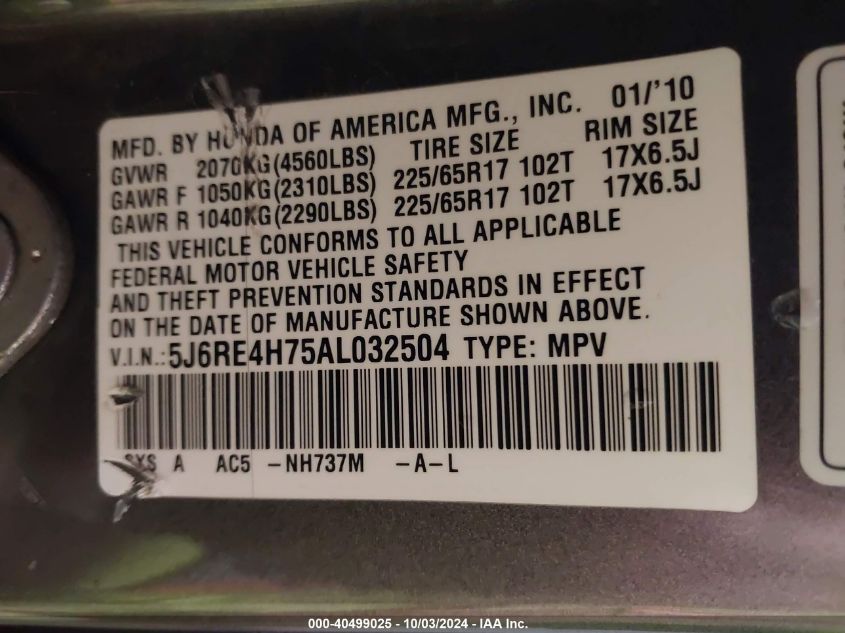 MFD. BY HONDA OF AMERICA MFG., INC. 01/'10
GVWR 2070KG(4560LBS) TIRE SIZE RIM SIZE
GAWR F 1050KG(2310LBS) 225/65R17 102T 17X6.5J
GAWR R 1040KG(2290LBS) 225/65R17 102T 17X6.5J
THIS VEHICLE CONFORMS TO ALL APPLICABLE
FEDERAL MOTOR VEHICLE SAFETY
AND THEFT PREVENTION STANDARDS IN EFFECT
ON THE DATE OF MANUFACTURE SHOWN ABOVE.
V.I.N.:5J6RE4H75AL032504 TYPE: MPV
SYS A AC5 -NH737M -A-L
000-40499025 - 10/03/2024 - IAA Inc.